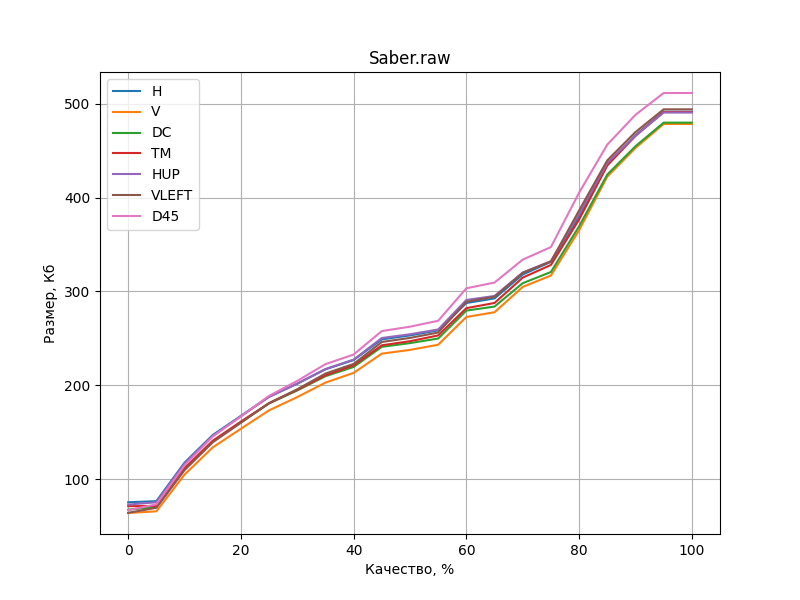 Saber.raw
H
V
DC
TM
HUP
VLEFT
D45
500
400
300
200
100
Размер, Кб
0 20 40 60 80 100
Качество, %